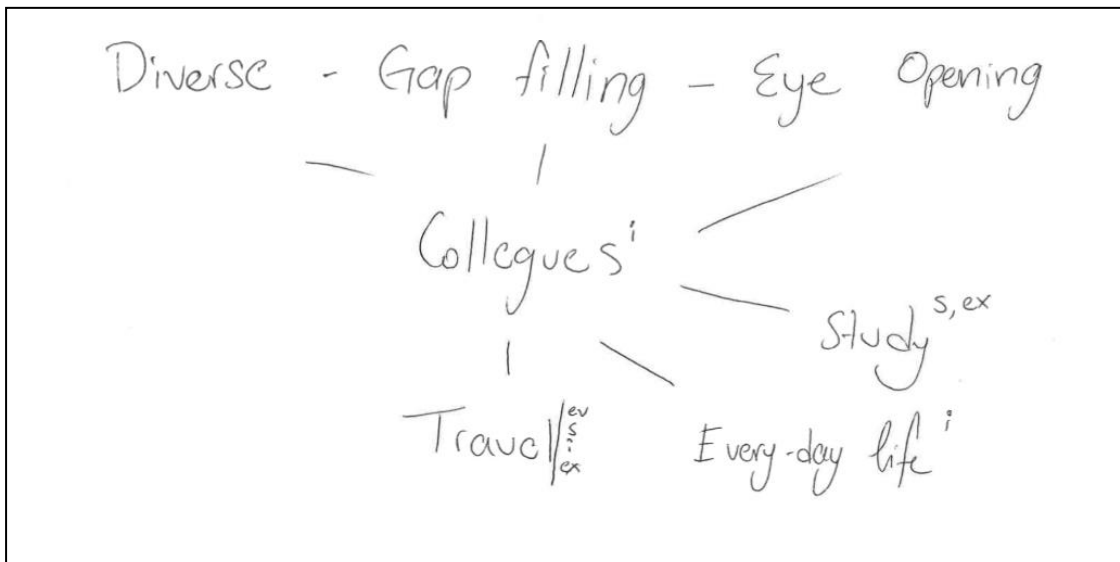 Diverse - Gap filling - Eye Opening
Collegues i
Study s, ex
Travel ev s i ex
Every-day life i